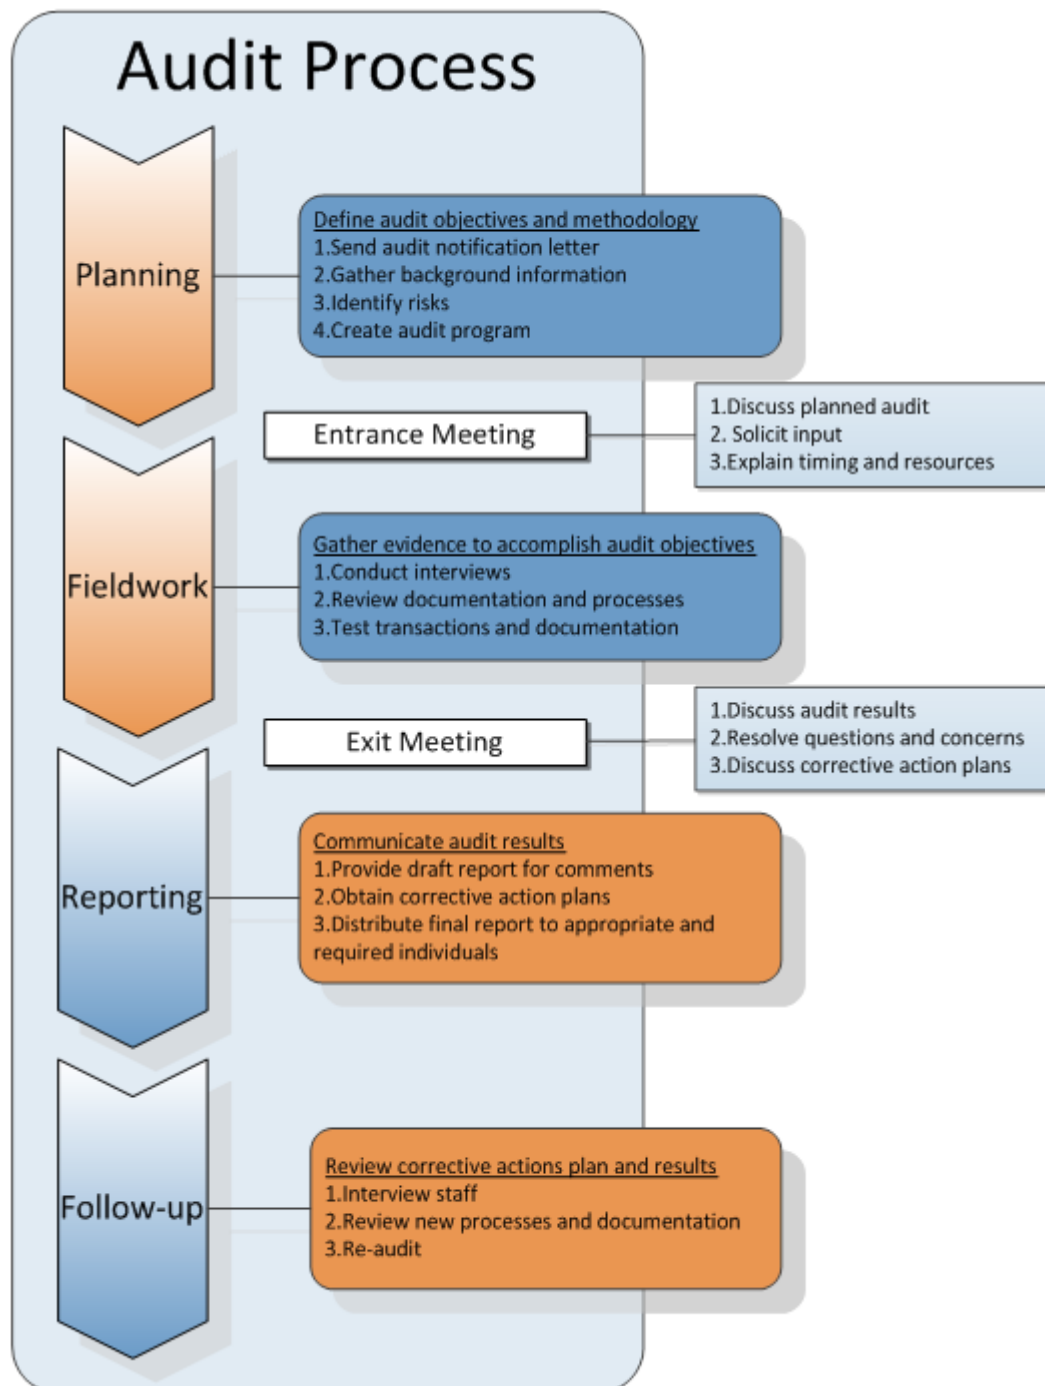 Audit Process
Planning
Define audit objectives and methodology
1.Send audit notification letter
2.Gather background information
3.Identify risks
4.Create audit program
Entrance Meeting
1.Discuss planned audit
2. Solicit input
3.Explain timing and resources
Fieldwork
Gather evidence to accomplish audit objectives
1.Conduct interviews
2.Review documentation and processes
3.Test transactions and documentation
Exit Meeting
1.Discuss audit results
2.Resolve questions and concerns
3.Discuss corrective action plans
Reporting
Communicate audit results
1.Provide draft report for comments
2.Obtain corrective action plans
3.Distribute final report to appropriate and
required individuals
Follow-up
Review corrective actions plan and results
1.Interview staff
2.Review new processes and documentation
3.Re-audit